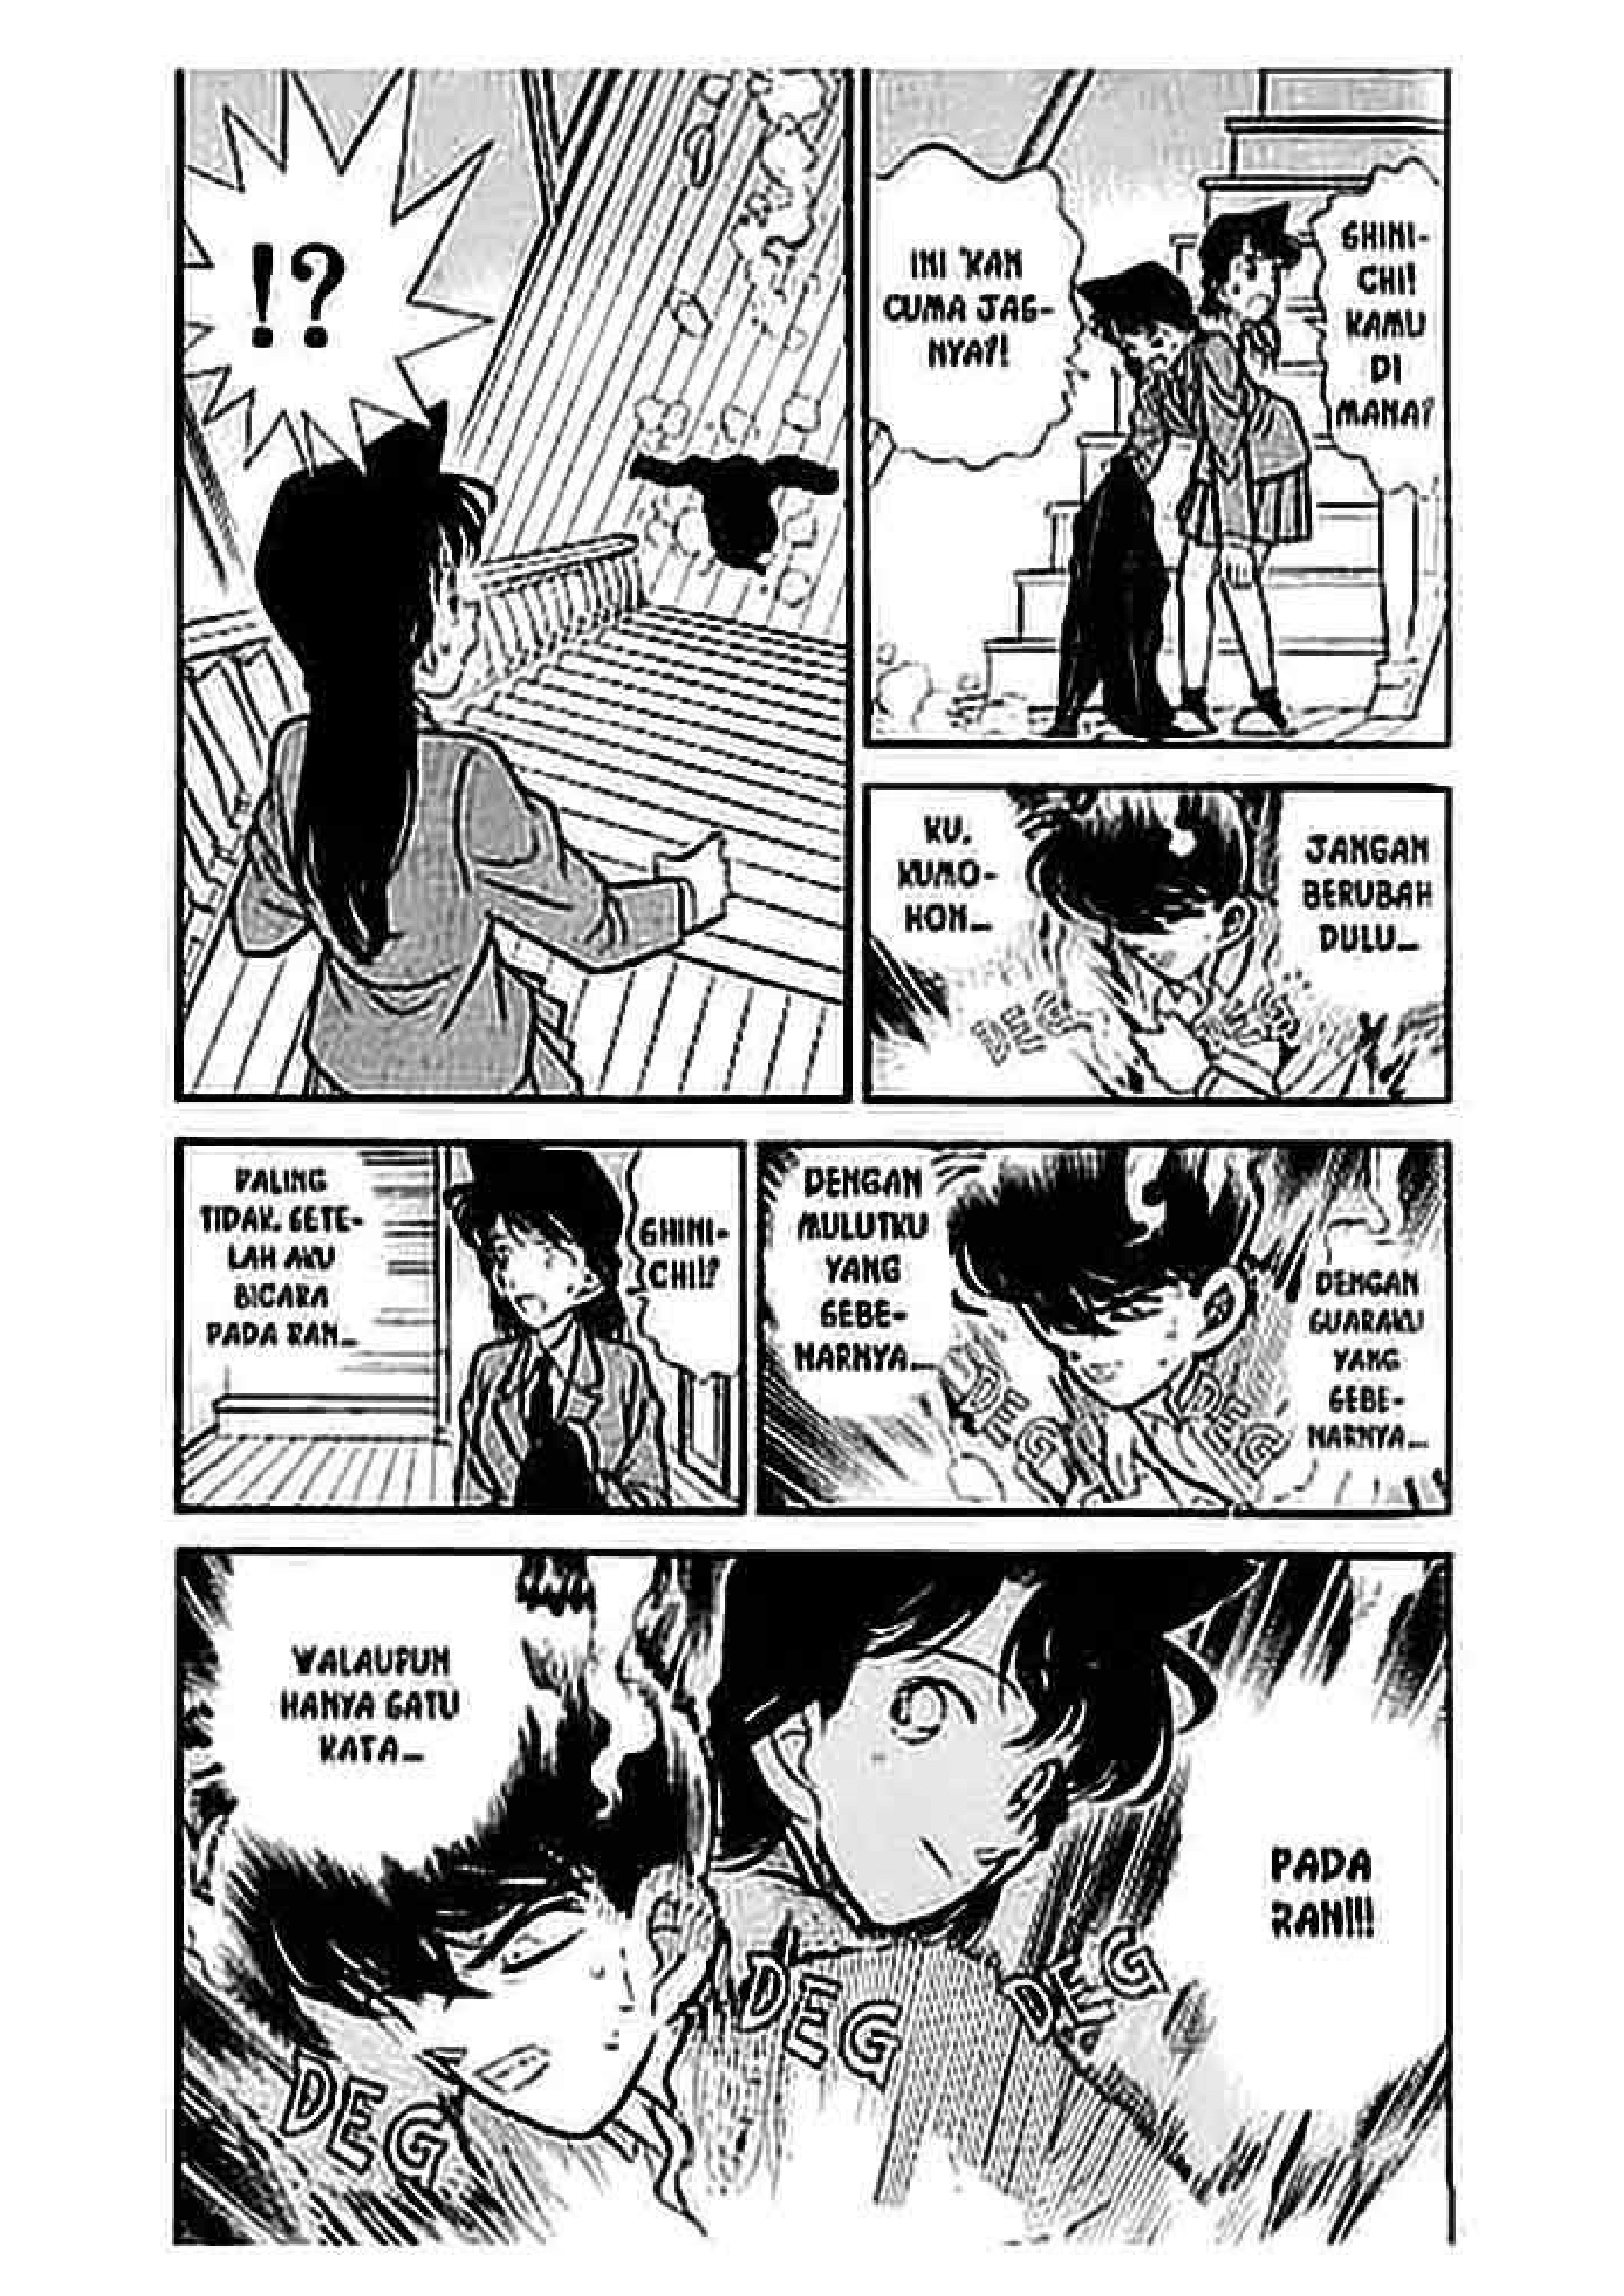 !?
INI 'KAN
CUMA JAS-
NYA?!
SHINI-
CHI!
KAMU
DI
MANA?
KU,
KUMO-
HON...
JANGAN
BERUBAH
DULU...
DEG
DEG
PALING
TIDAK, SETE-
LAH AKU
BICARA
PADA RAN...
SHINI-
CHI!!?
DENGAN
MULUTKU
YANG
SEBE-
NARNYA...
DENGAN
SUARAKU
YANG
SEBE-
NARNYA...
DEG
DEG
WALAUPUN
HANYA SATU
KATA...
PADA
RAN!!!
DEG
DEG
DEG